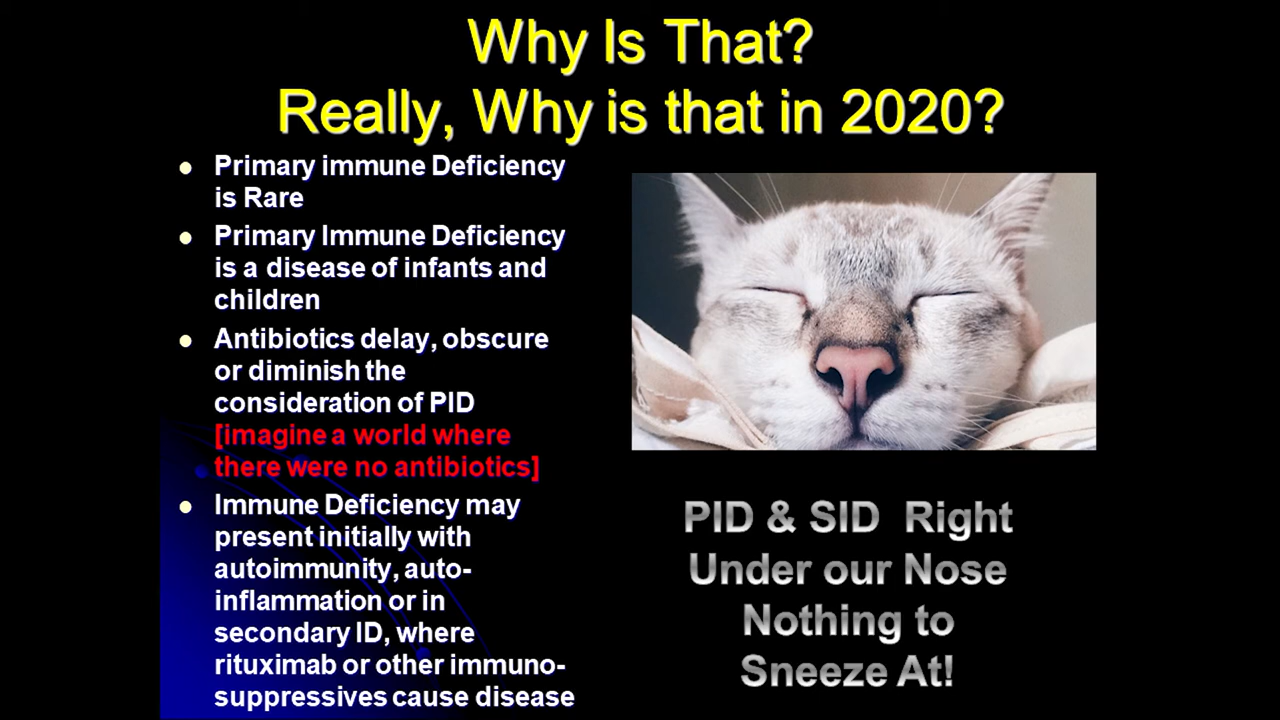 Why Is That?
Really, Why is that in 2020?
Primary immune Deficiency
is Rare
Primary Immune Deficiency
is a disease of infants and
children
Antibiotics delay, obscure
or diminish the
consideration of PID
[imagine a world where
there were no antibiotics]
Immune Deficiency may
present initially with
autoimmunity, auto-
inflammation or in
secondary ID, where
rituximab or other immuno-
suppressives cause disease
PID & SID Right
Under our Nose
Nothing to
Sneeze At!